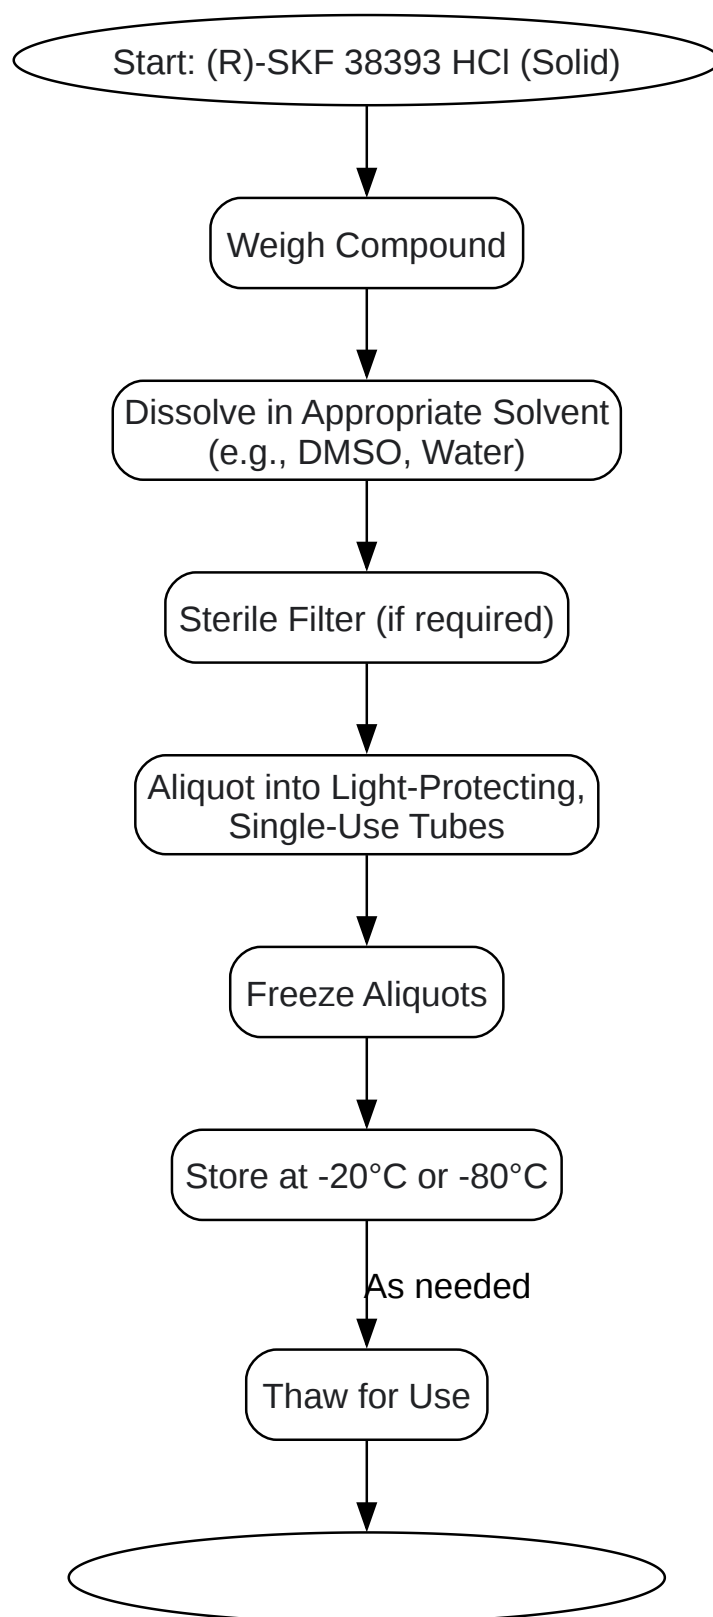 Start: (R)-SKF 38393 HCl (Solid)
Weigh Compound
Dissolve in Appropriate Solvent
(e.g., DMSO, Water)
Sterile Filter (if required)
Aliquot into Light-Protecting,
Single-Use Tubes
Freeze Aliquots
Store at -20°C or -80°C
As needed
Thaw for Use